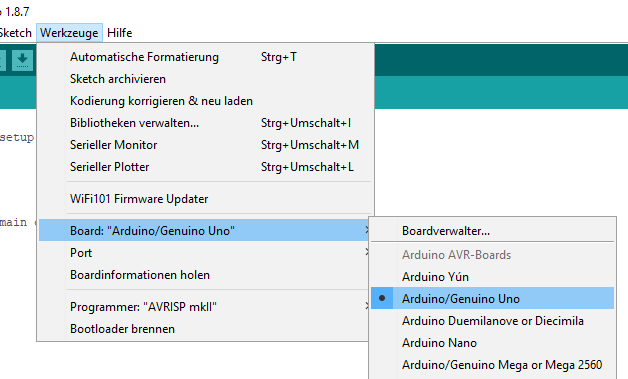 o 1.8.7
Sketch Werkzeuge Hilfe
Automatische Formatierung Strg+T
Sketch archivieren
Kodierung korrigieren & neu laden
Bibliotheken verwalten... Strg+Umschalt+I
setup
Serieller Monitor Strg+Umschalt+M
Serieller Plotter Strg+Umschalt+L
WiFi101 Firmware Updater
main
Board: "Arduino/Genuino Uno"
Port
Boardinformationen holen
Programmer: "AVRISP mkII"
Bootloader brennen
Boardverwalter...
Arduino AVR-Boards
Arduino Yún
Arduino/Genuino Uno
Arduino Duemilanove or Diecimila
Arduino Nano
Arduino/Genuino Mega or Mega 2560